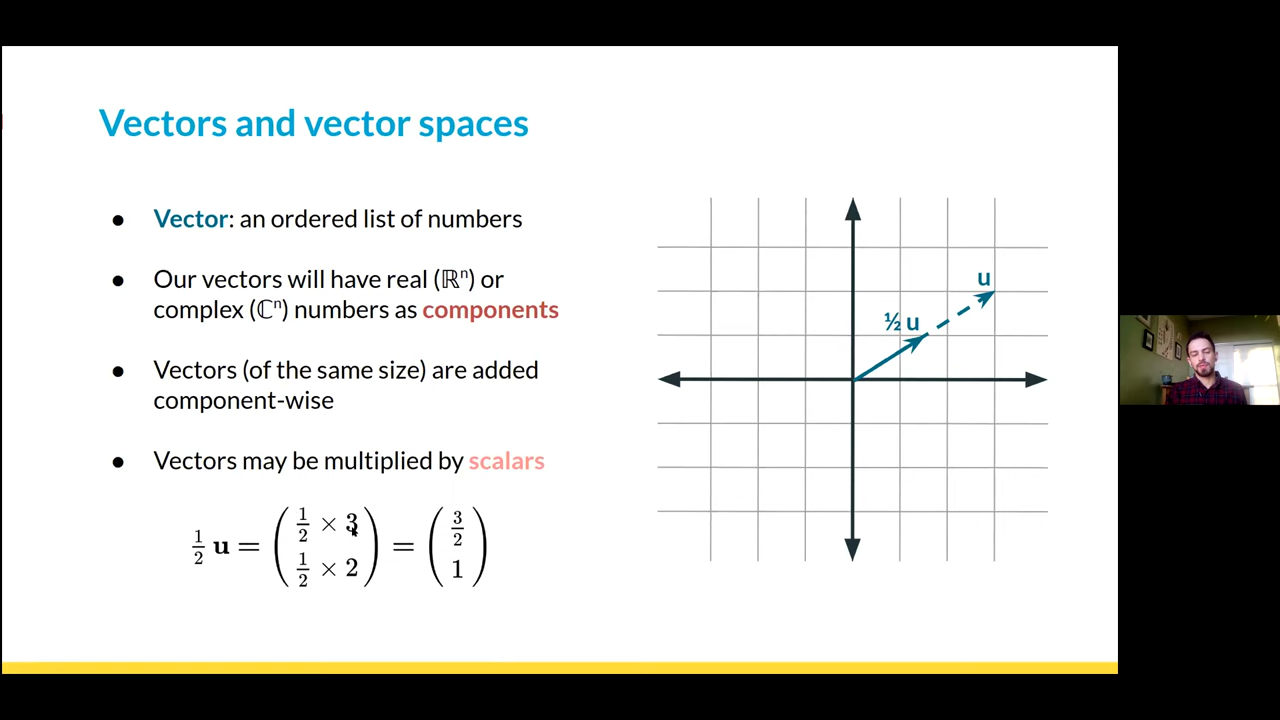 Vectors and vector spaces
● Vector: an ordered list of numbers
● Our vectors will have real (ℝⁿ) or
complex (ℂⁿ) numbers as components
● Vectors (of the same size) are added
component-wise
● Vectors may be multiplied by scalars
½ u = ( ½ × 3 ; ½ × 2 ) = ( 3/2 ; 1 )
u
½ u